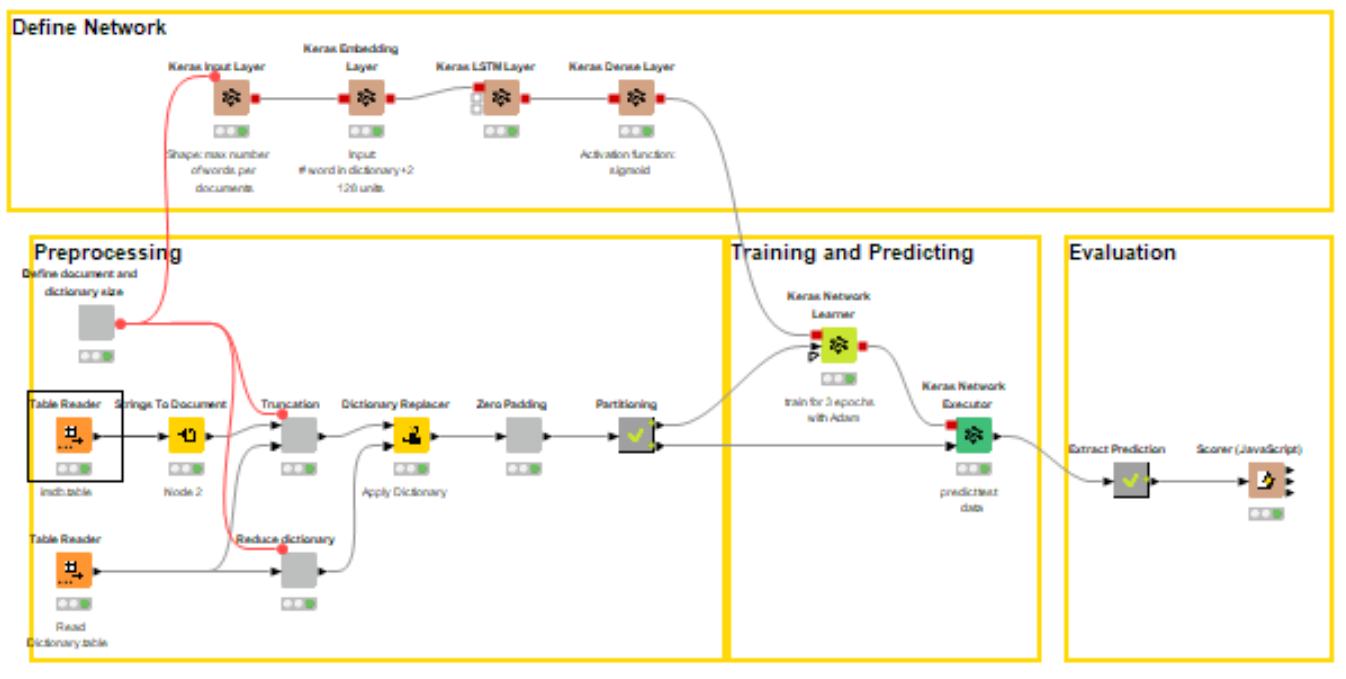 Define Network
Keras Input Layer
Keras Embedding
Layer
Keras LSTM Layer
Keras Dense Layer
Shape: max number
of words per
documents
Input:
# word in dictionary+2
128 units
Activation function:
sigmoid
Preprocessing
Define document and
dictionary size
Table Reader
Strings To Document
Truncation
Dictionary Replacer
Zero Padding
Partitioning
imdb.table
Node 2
Apply Dictionary
Table Reader
Reduce dictionary
Read
Dictionary.table
Training and Predicting
Keras Network
Learner
train for 3 epochs
with Adam
Keras Network
Executor
predict test
data
Evaluation
Extract Prediction
Scorer (JavaScript)